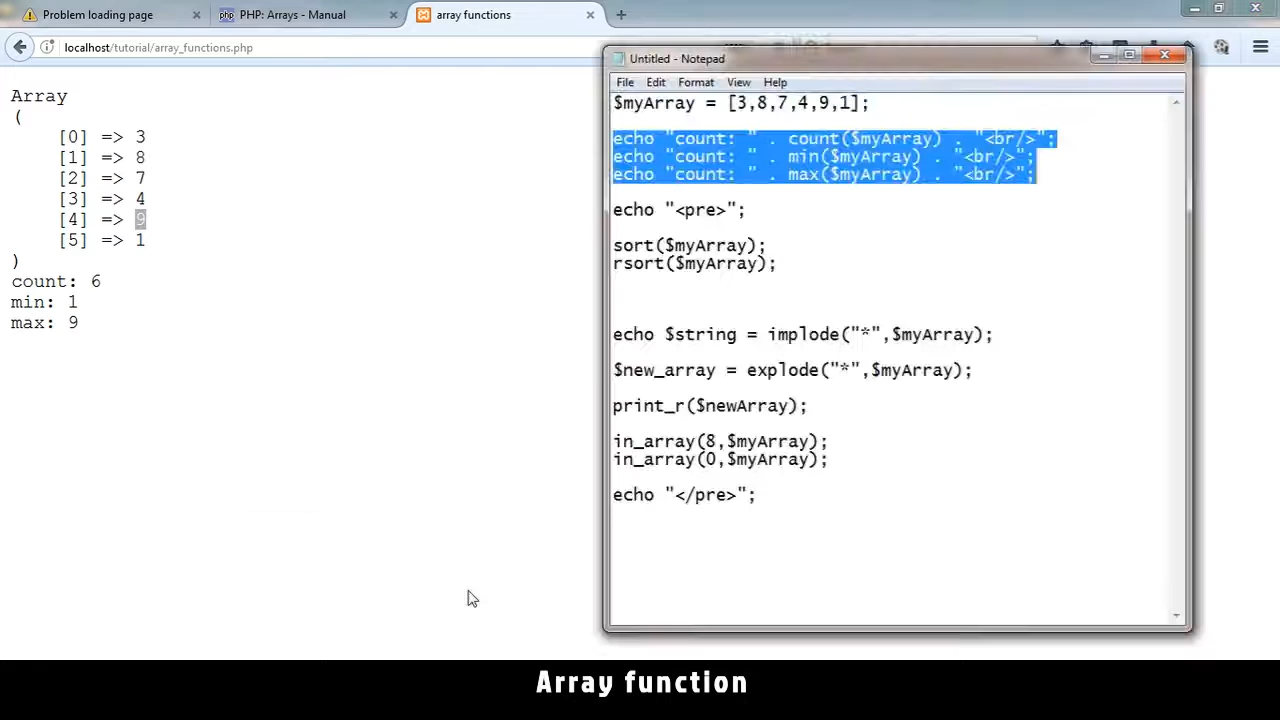 Problem loading page
PHP: Arrays - Manual
array functions
localhost/tutorial/array_functions.php
Array
(
[0] => 3
[1] => 8
[2] => 7
[3] => 4
[4] => 9
[5] => 1
)
count: 6
min: 1
max: 9
Untitled - Notepad
File Edit Format View Help
$myArray = [3,8,7,4,9,1];
echo "count: " . count($myArray) . "<br/>";
echo "count: " . min($myArray) . "<br/>";
echo "count: " . max($myArray) . "<br/>";
echo "<pre>";
sort($myArray);
rsort($myArray);
echo $string = implode("*",$myArray);
$new_array = explode("*",$myArray);
print_r($newArray);
in_array(8,$myArray);
in_array(0,$myArray);
echo "</pre>";
Array function